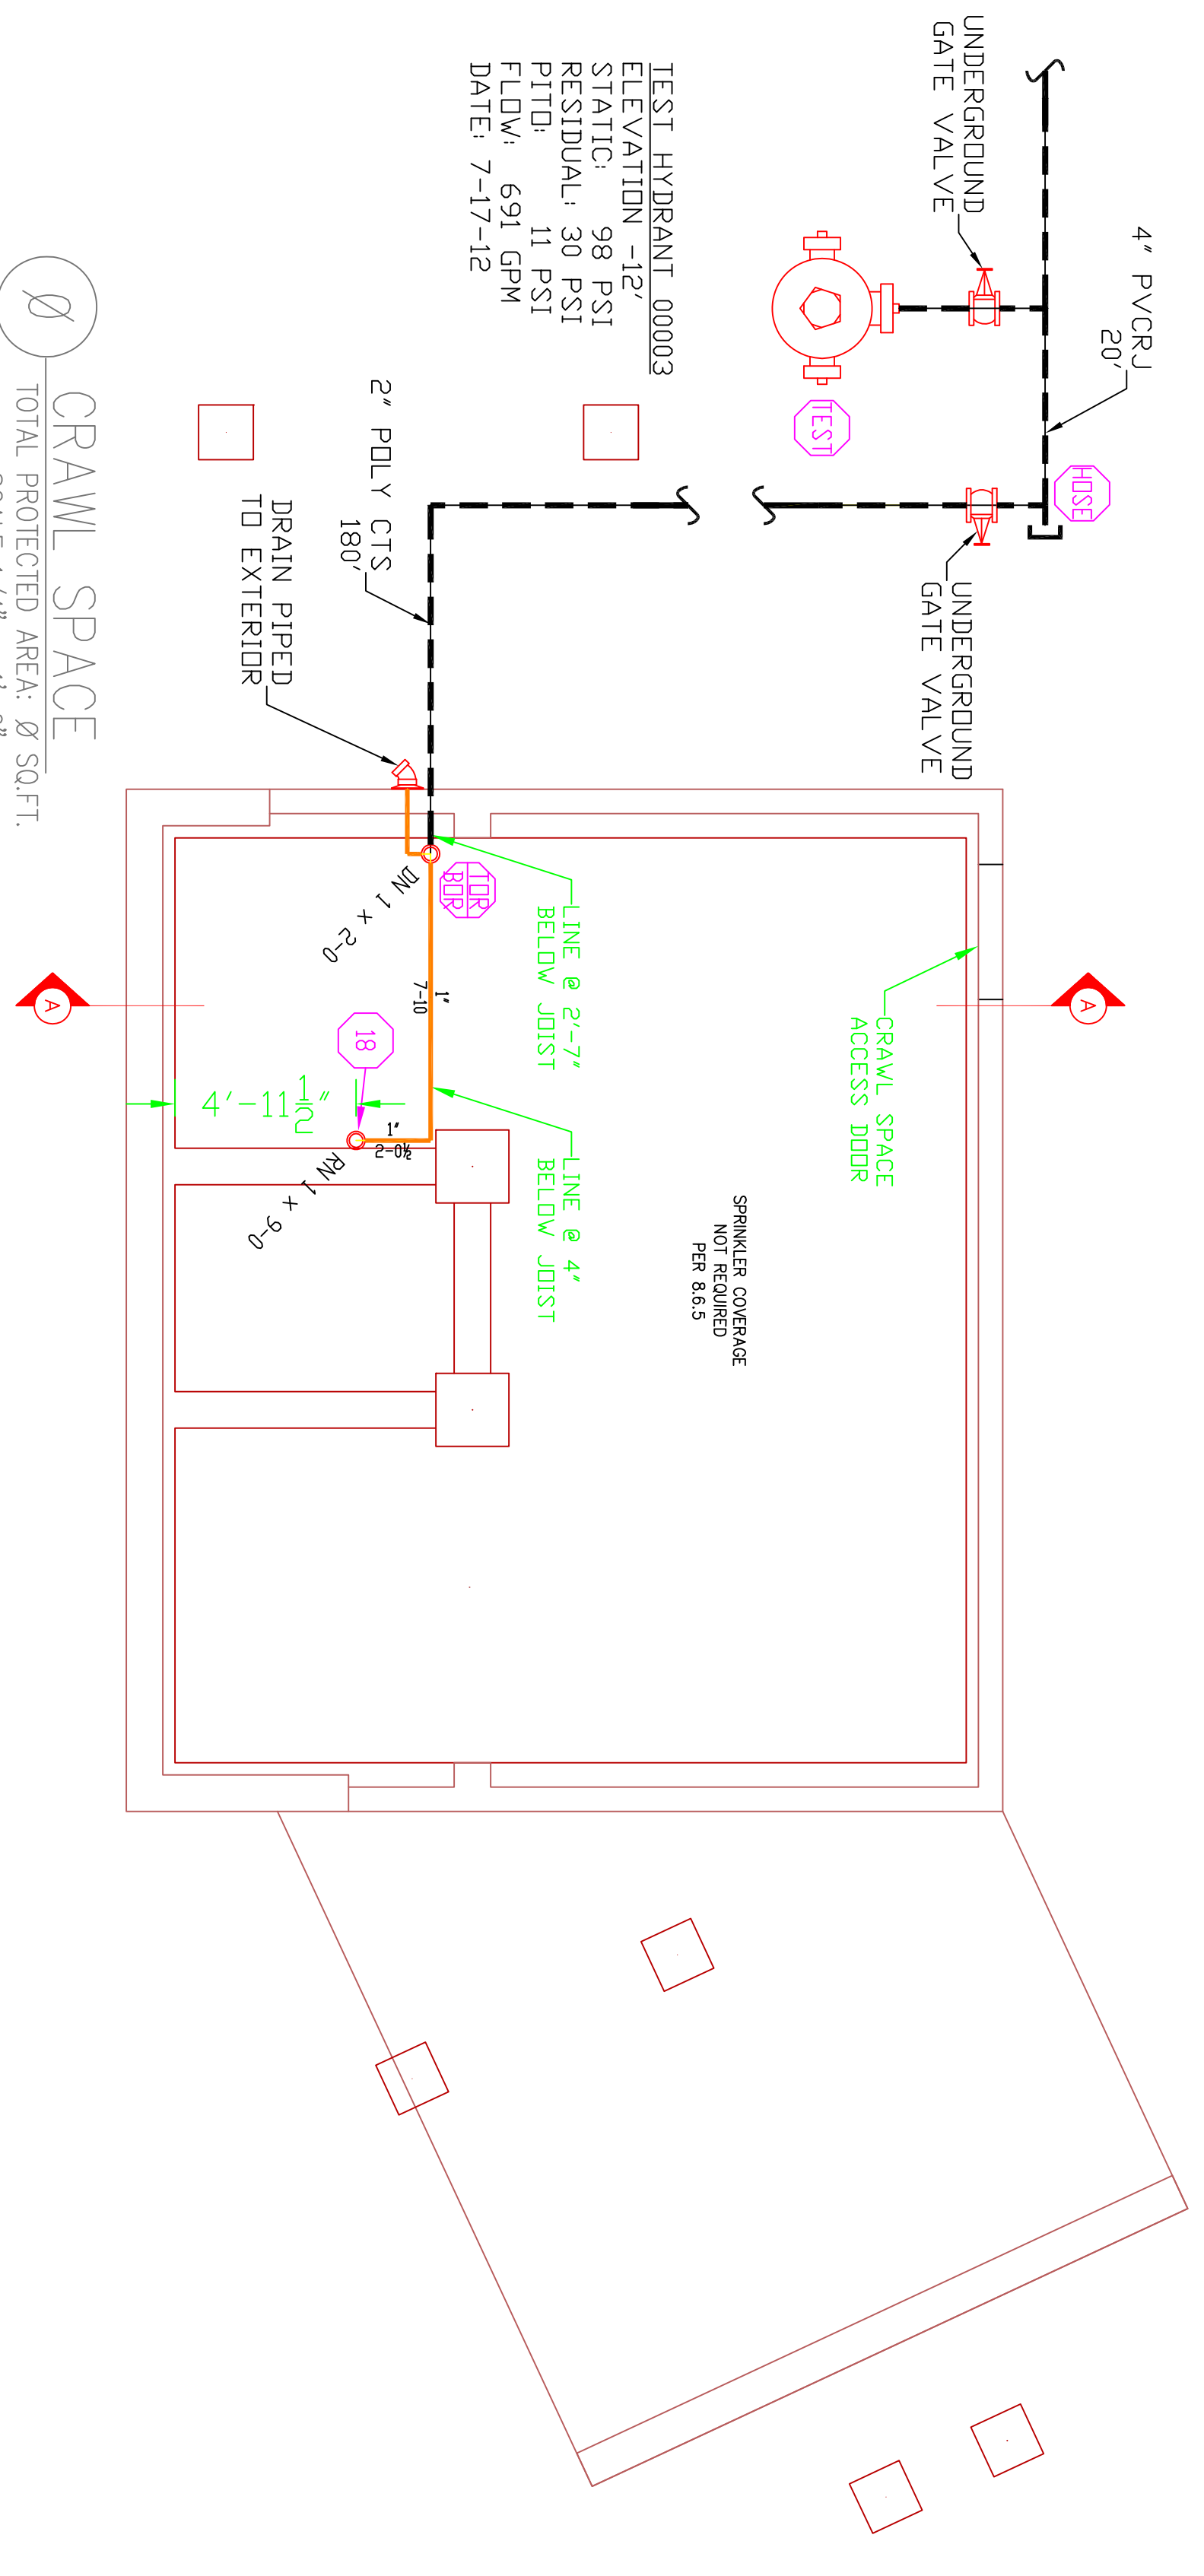 4" PVCRJ
20'
UNDERGROUND
GATE VALVE
HOSE
UNDERGROUND
GATE VALVE
TEST
TEST HYDRANT 00003
ELEVATION -12'
STATIC: 98 PSI
RESIDUAL: 30 PSI
PITO: 11 PSI
FLOW: 691 GPM
DATE: 7-17-12
2" POLY CTS
180'
DRAIN PIPED
TO EXTERIOR
A
CRAWL SPACE
ACCESS DOOR
SPRINKLER COVERAGE
NOT REQUIRED
PER 8.6.5
LINE @ 2'-7"
BELOW JOIST
LINE @ 4"
BELOW JOIST
TOR
BOR
DN 1 x 2-0
1"
7-10
18
1"
2-0½
RN 1 x 9-0
4'-11 1/2"
A
Ø
CRAWL SPACE
TOTAL PROTECTED AREA: Ø SQ.FT.